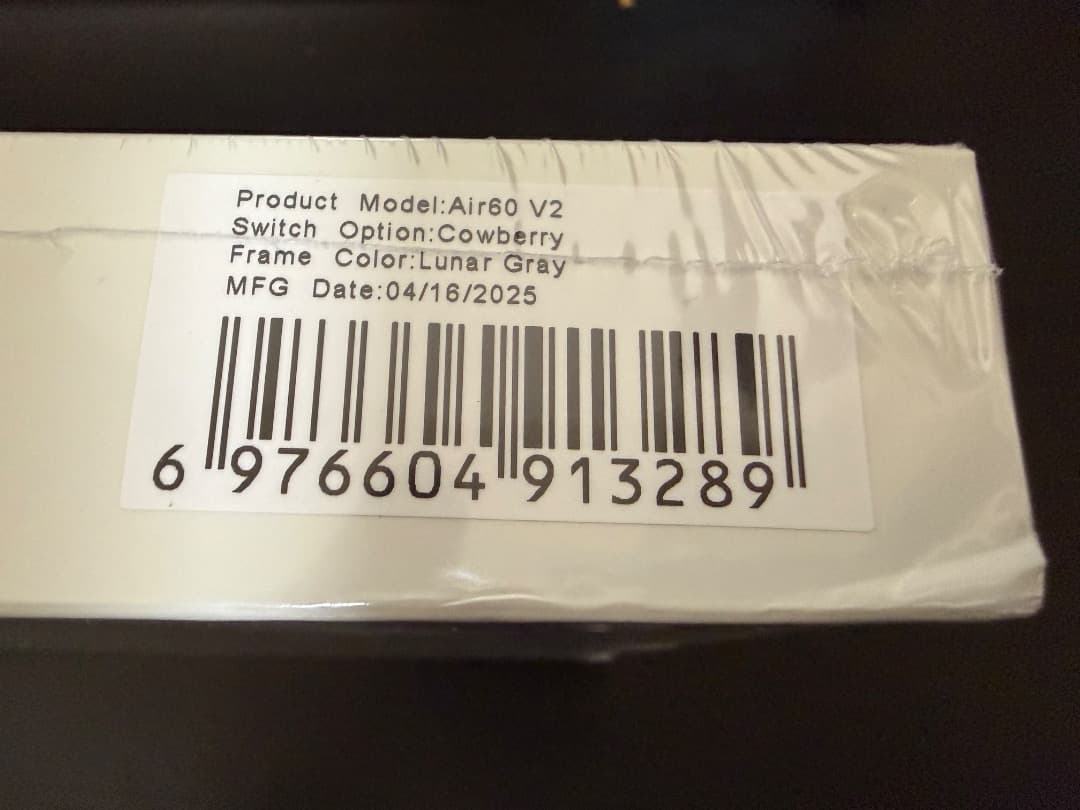 Product Model:Air60 V2
Switch Option:Cowberry
Frame Color:Lunar Gray
MFG Date:04/16/2025
6 976604 913289